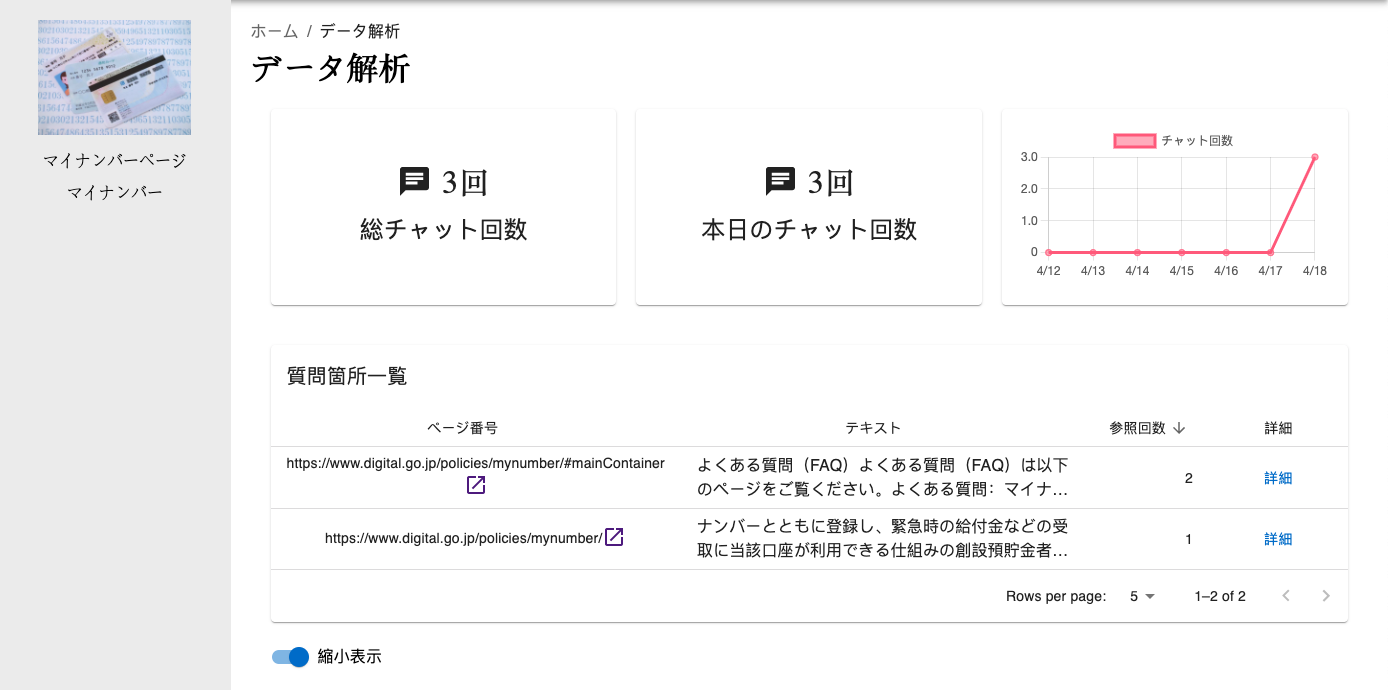 マイナンバーページ
マイナンバー
ホーム / データ解析
データ解析
3回
総チャット回数
3回
本日のチャット回数
チャット回数
3.0
2.0
1.0
0
4/12 4/13 4/14 4/15 4/16 4/17 4/18
質問箇所一覧
ページ番号 テキスト 参照回数 詳細
https://www.digital.go.jp/policies/mynumber/#mainContainer
よくある質問（FAQ）よくある質問（FAQ）は以下
のページをご覧ください。よくある質問：マイナ…
2
詳細
https://www.digital.go.jp/policies/mynumber/
ナンバーとともに登録し、緊急時の給付金などの受
取に当該口座が利用できる仕組みの創設預貯金者…
1
詳細
Rows per page: 5 1–2 of 2
縮小表示